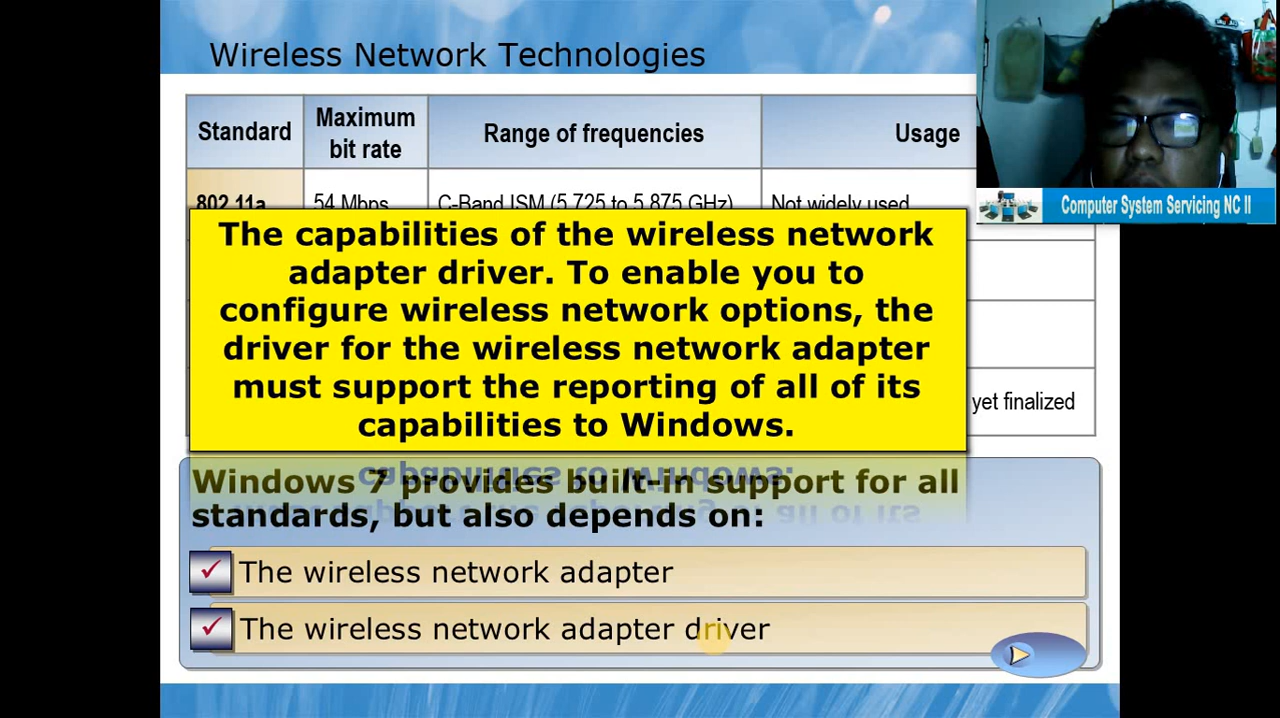 Wireless Network Technologies
Computer System Servicing NC II
Standard
Maximum
bit rate
Range of frequencies
Usage
802.11a
54 Mbps
C-Band ISM (5.725 to 5.875 GHz)
Not widely used
The capabilities of the wireless network
adapter driver. To enable you to
configure wireless network options, the
driver for the wireless network adapter
must support the reporting of all of its
capabilities to Windows.
yet finalized
Windows 7 provides built-in support for all
standards, but also depends on:
The wireless network adapter
The wireless network adapter driver